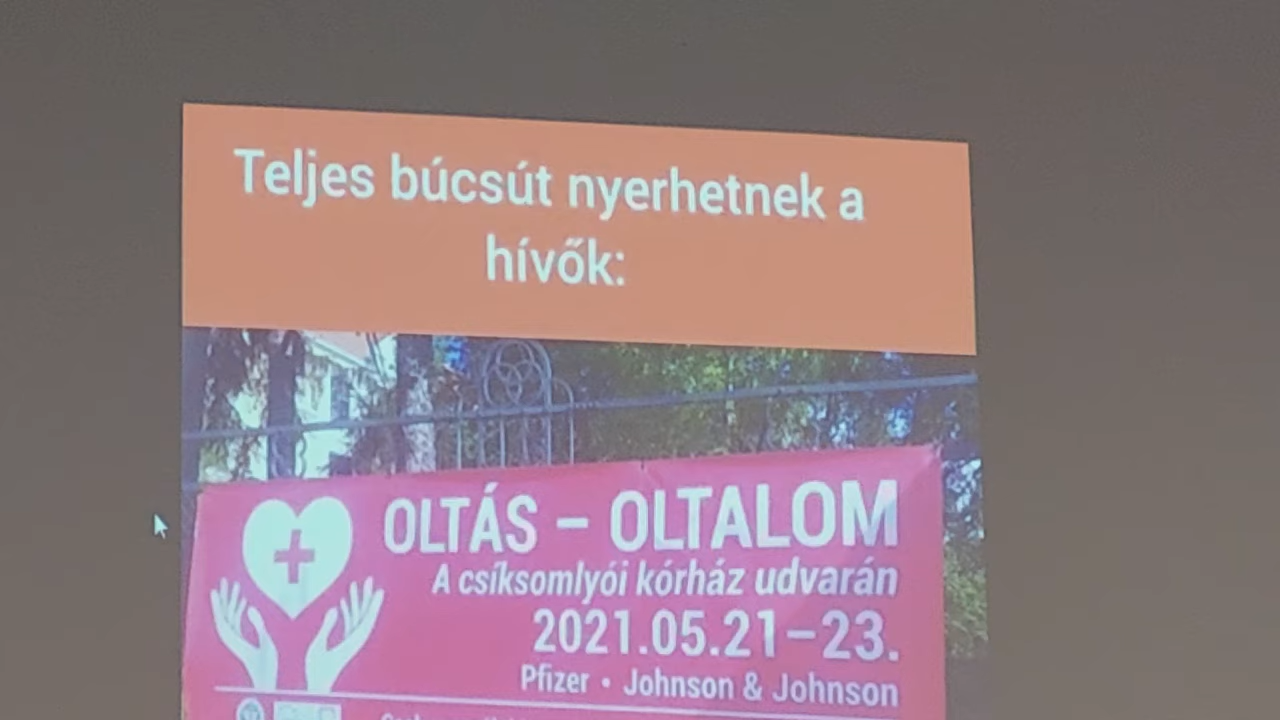 Teljes búcsút nyerhetnek a
hívők:
OLTÁS – OLTALOM
A csíksomlyói kórház udvarán
2021.05.21–23.
Pfizer • Johnson & Johnson